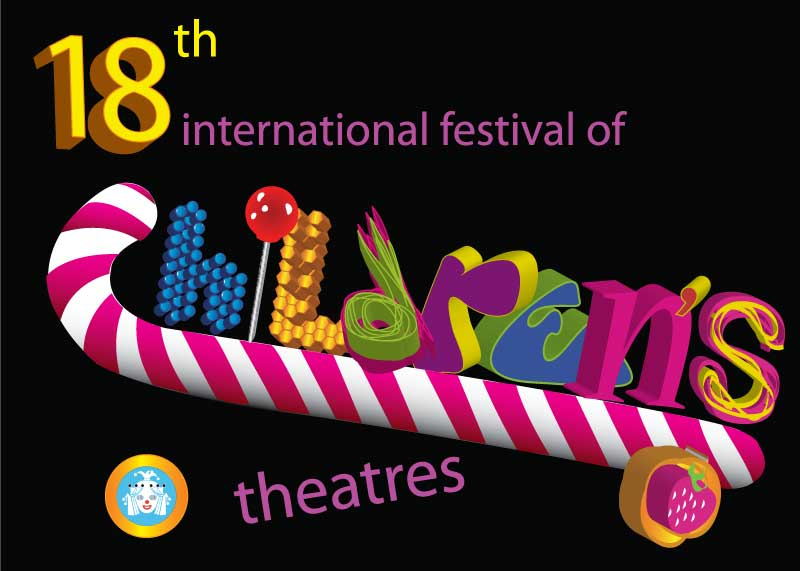 18th
international festival of
Children's
theatres